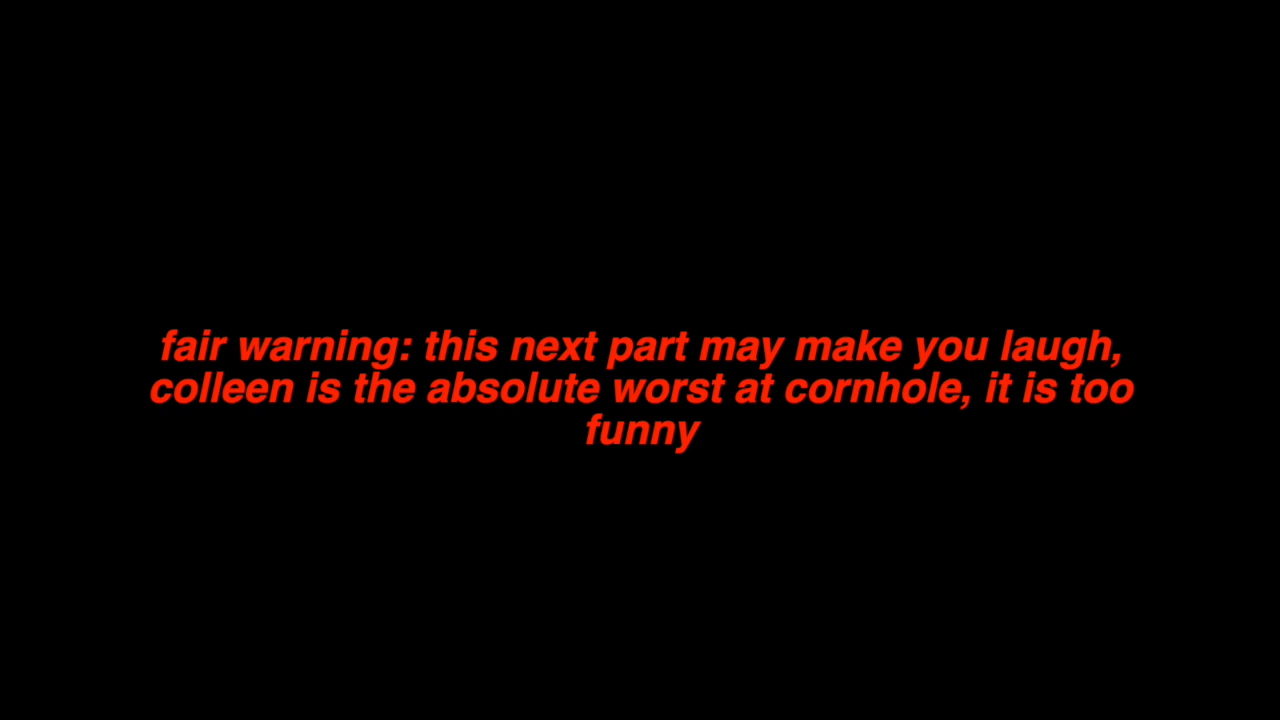 fair warning: this next part may make you laugh,
colleen is the absolute worst at cornhole, it is too
funny